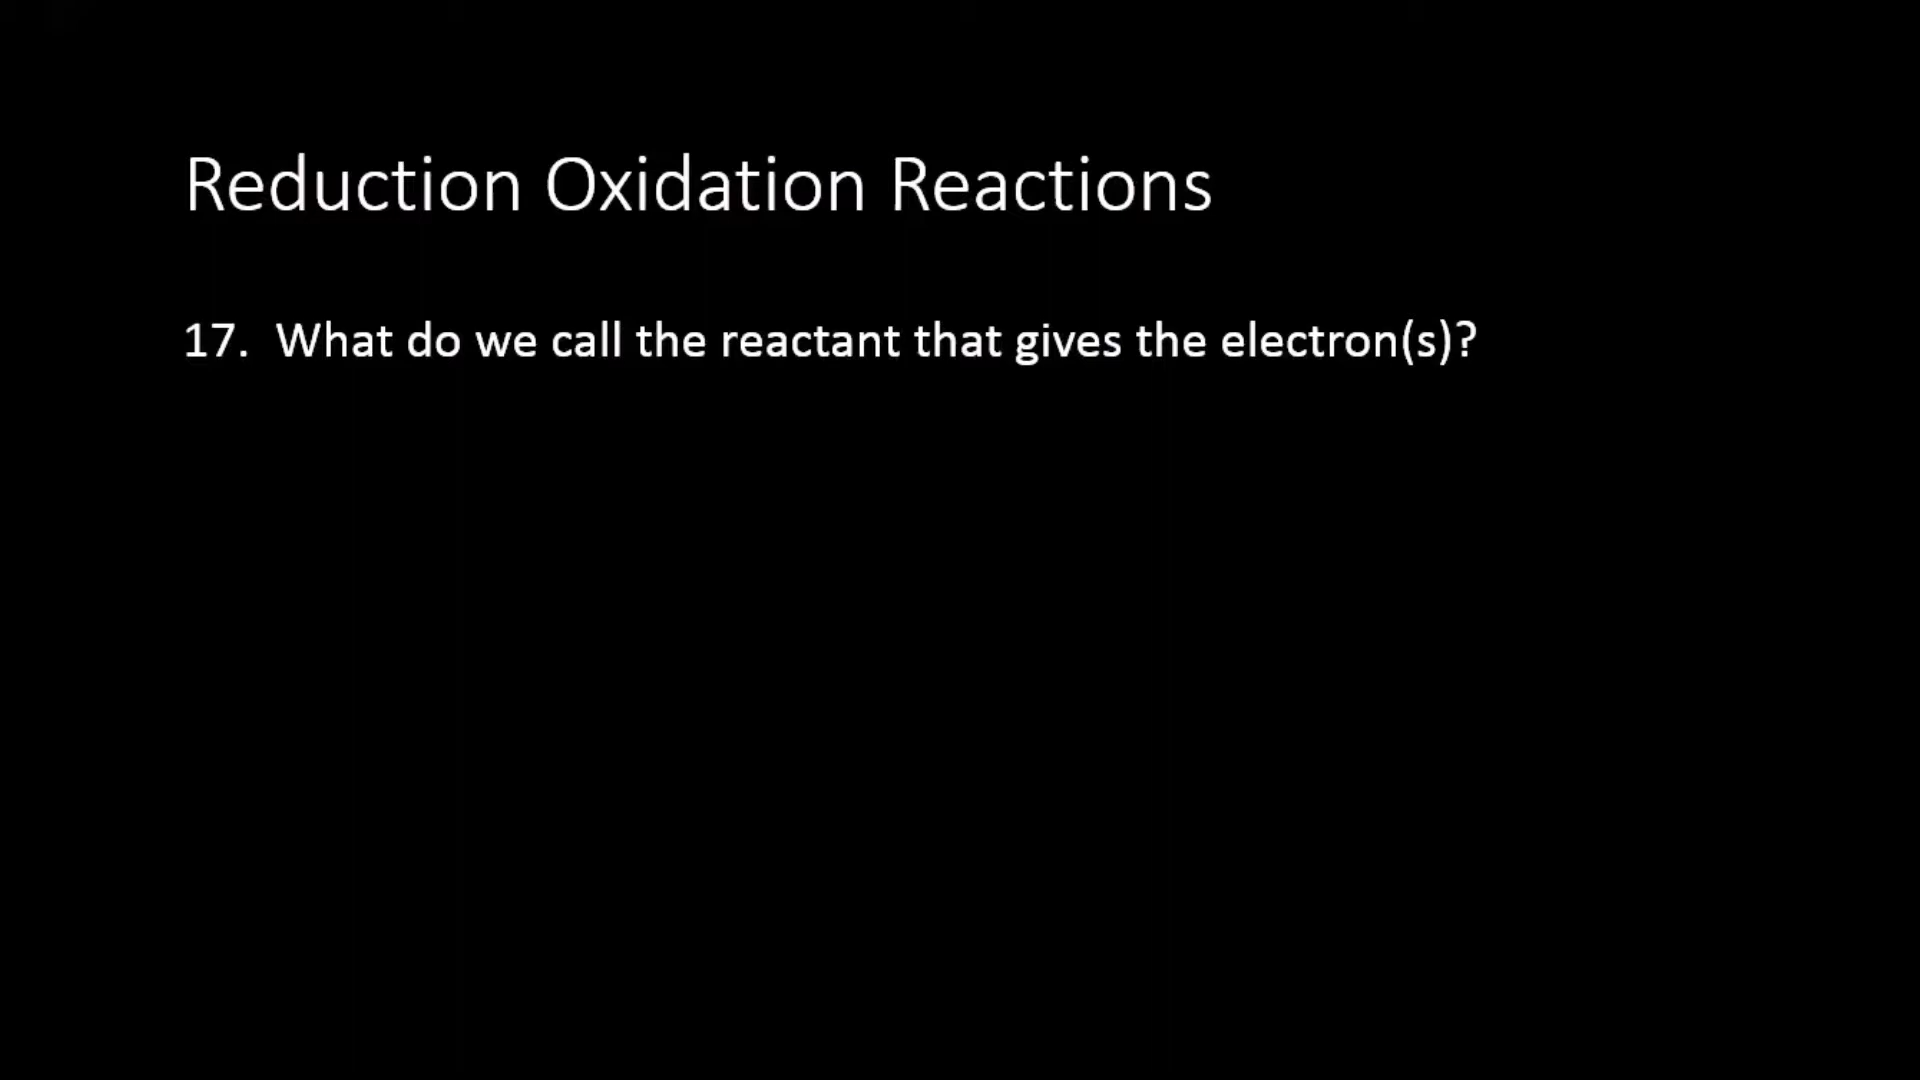 Reduction Oxidation Reactions
17. What do we call the reactant that gives the electron(s)?